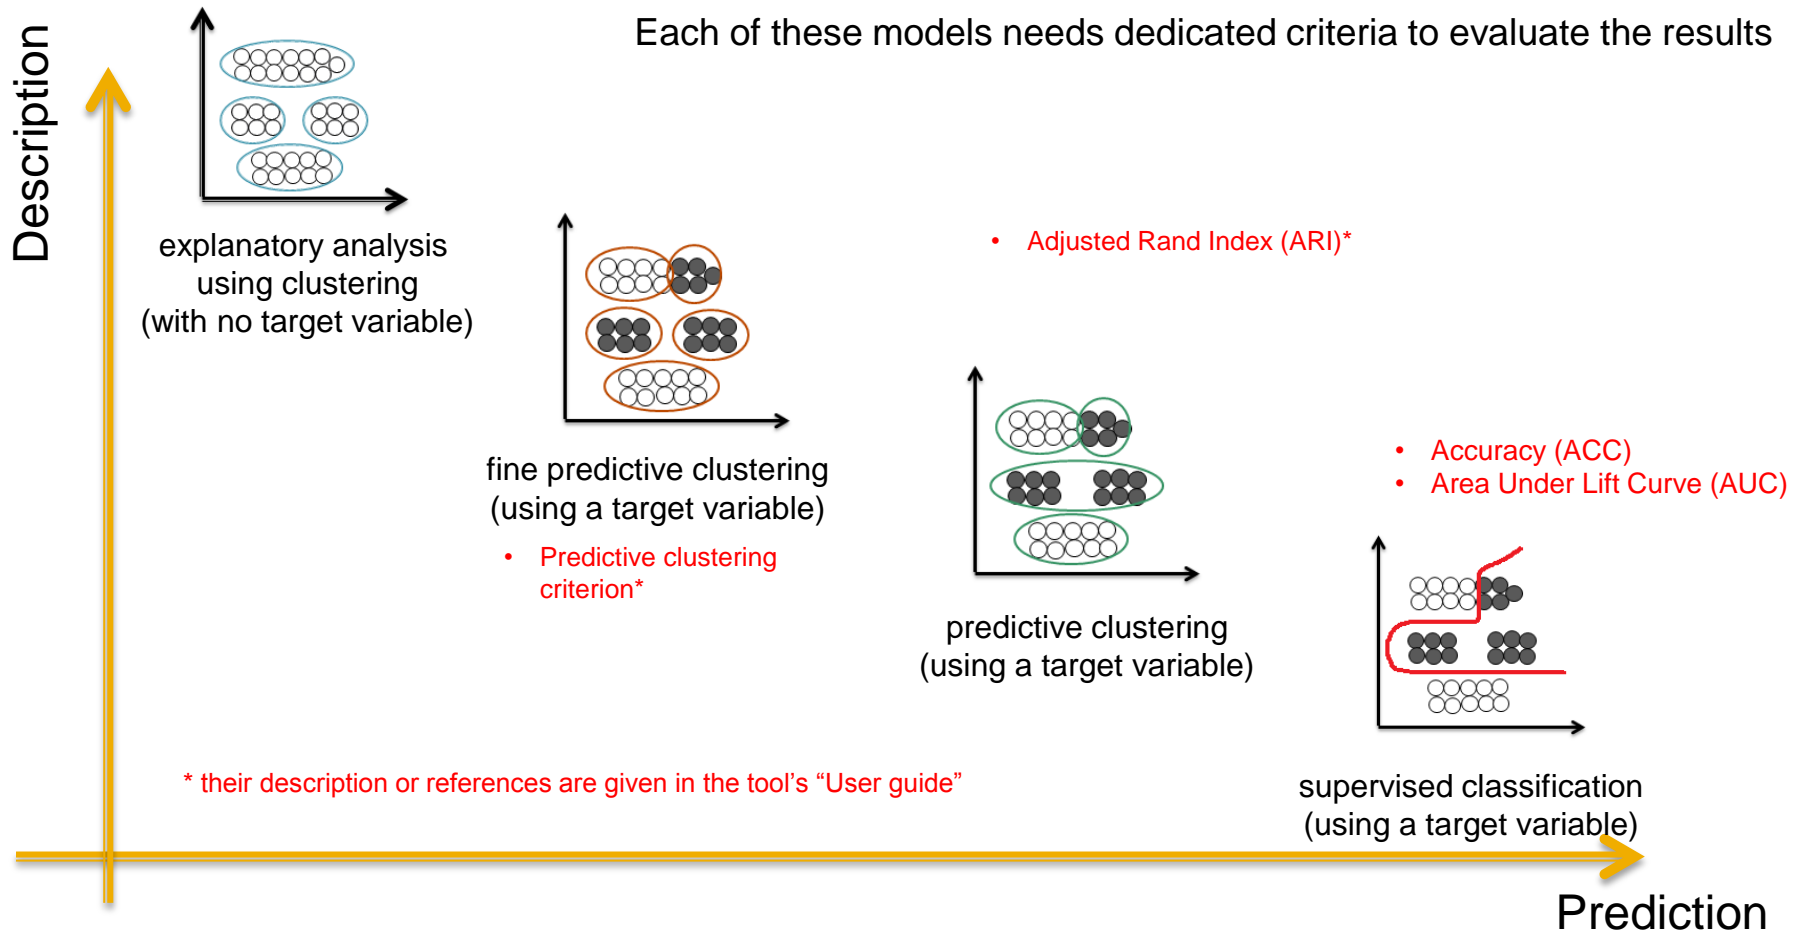 Each of these models needs dedicated criteria to evaluate the results
Description
explanatory analysis
using clustering
(with no target variable)
• Adjusted Rand Index (ARI)*
fine predictive clustering
(using a target variable)
• Predictive clustering
criterion*
• Accuracy (ACC)
• Area Under Lift Curve (AUC)
predictive clustering
(using a target variable)
* their description or references are given in the tool’s “User guide”
supervised classification
(using a target variable)
Prediction